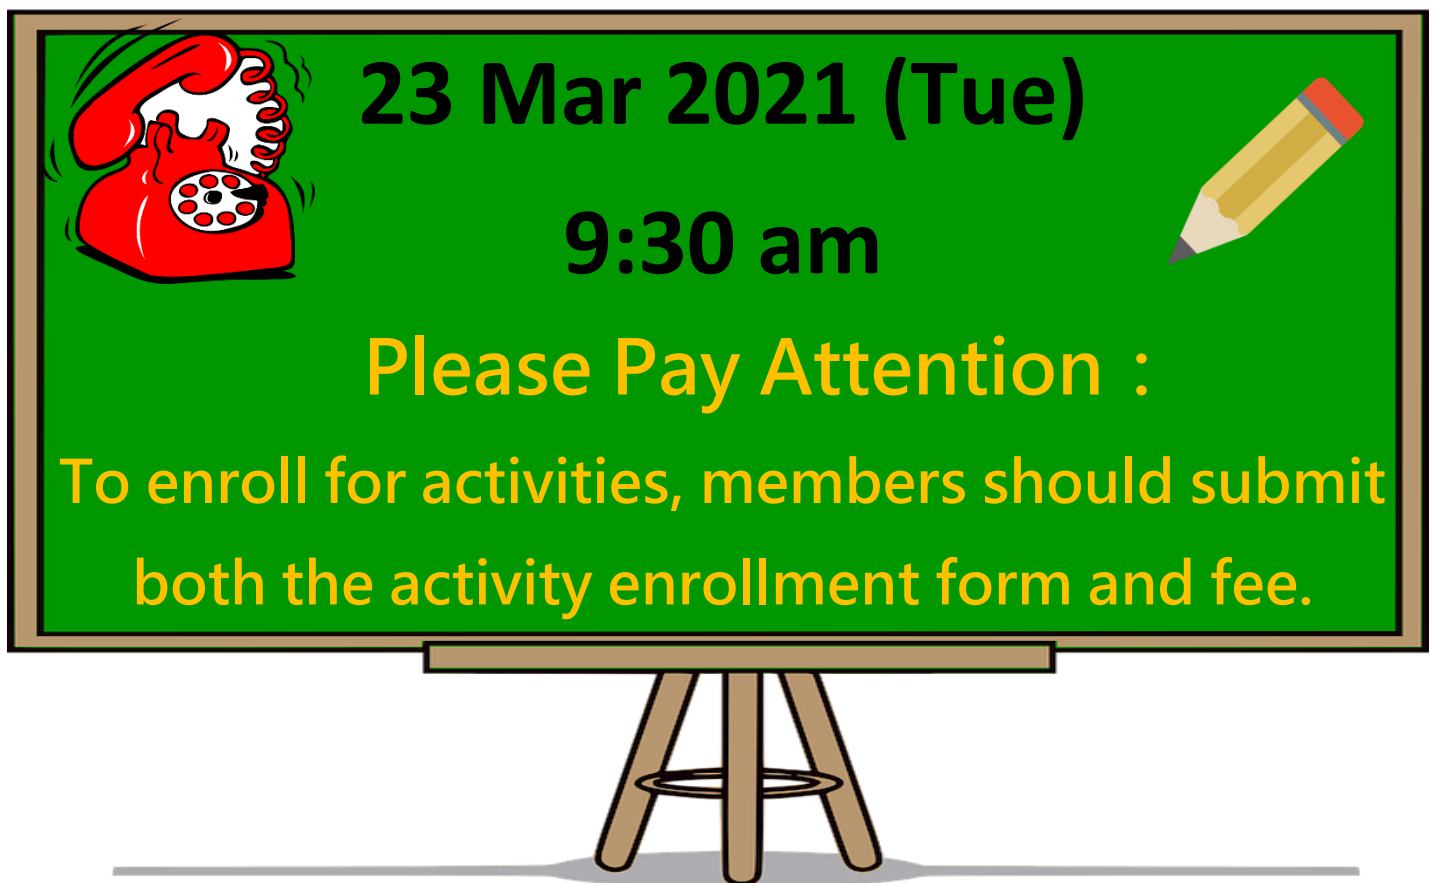 23 Mar 2021 (Tue)
9:30 am
Please Pay Attention：
To enroll for activities, members should submit
both the activity enrollment form and fee.